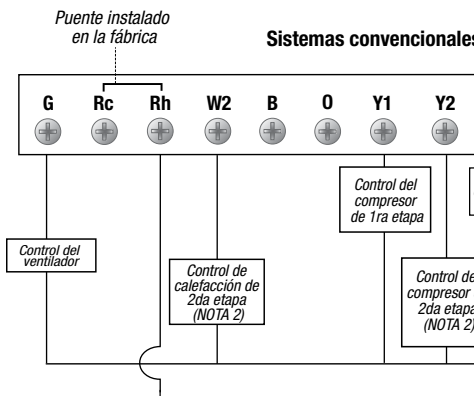 Puente instalado
en la fábrica
Sistemas convencionales
G Rc Rh W2 B O Y1 Y2
Control del
compresor
de 1ra etapa
Control del
ventilador
Control de
calefacción de
2da etapa
(NOTA 2)
Control de
compresor
2da etapa
(NOTA 2)